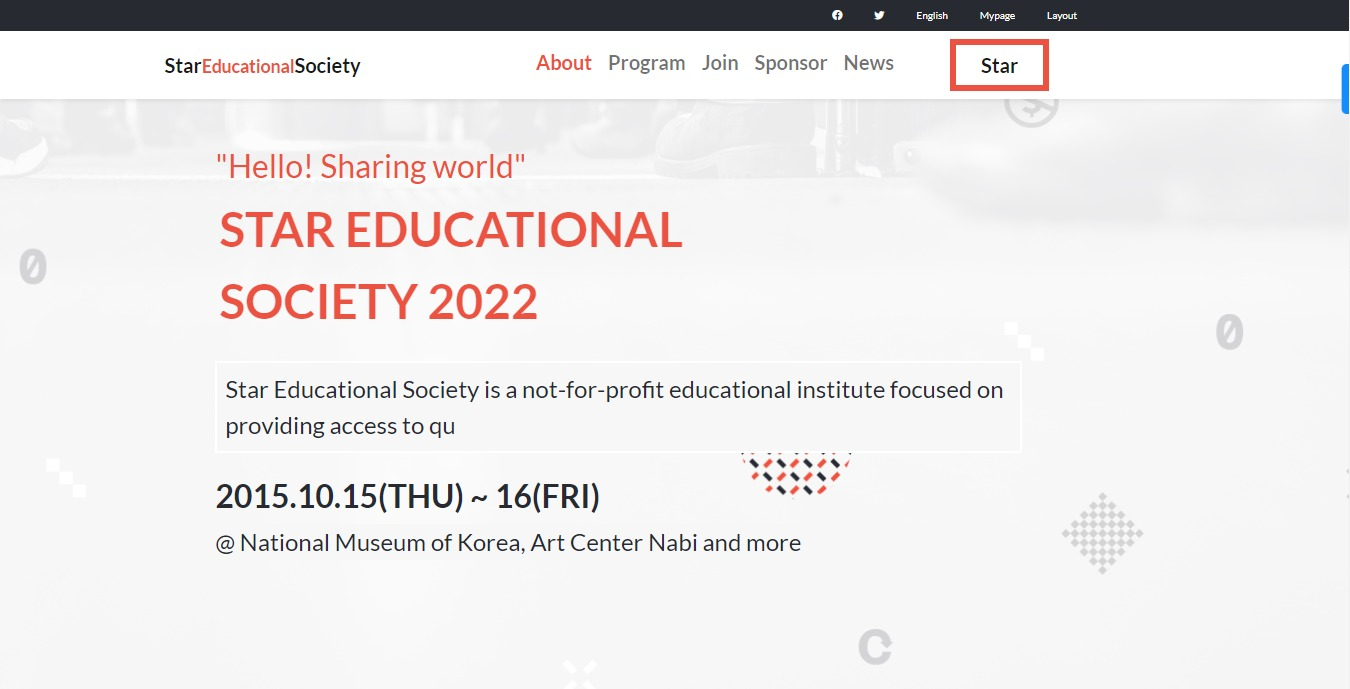 English Mypage Layout
StarEducationalSociety About Program Join Sponsor News Star
"Hello! Sharing world"
STAR EDUCATIONAL
SOCIETY 2022
Star Educational Society is a not-for-profit educational institute focused on
providing access to qu
2015.10.15(THU) ~ 16(FRI)
@ National Museum of Korea, Art Center Nabi and more